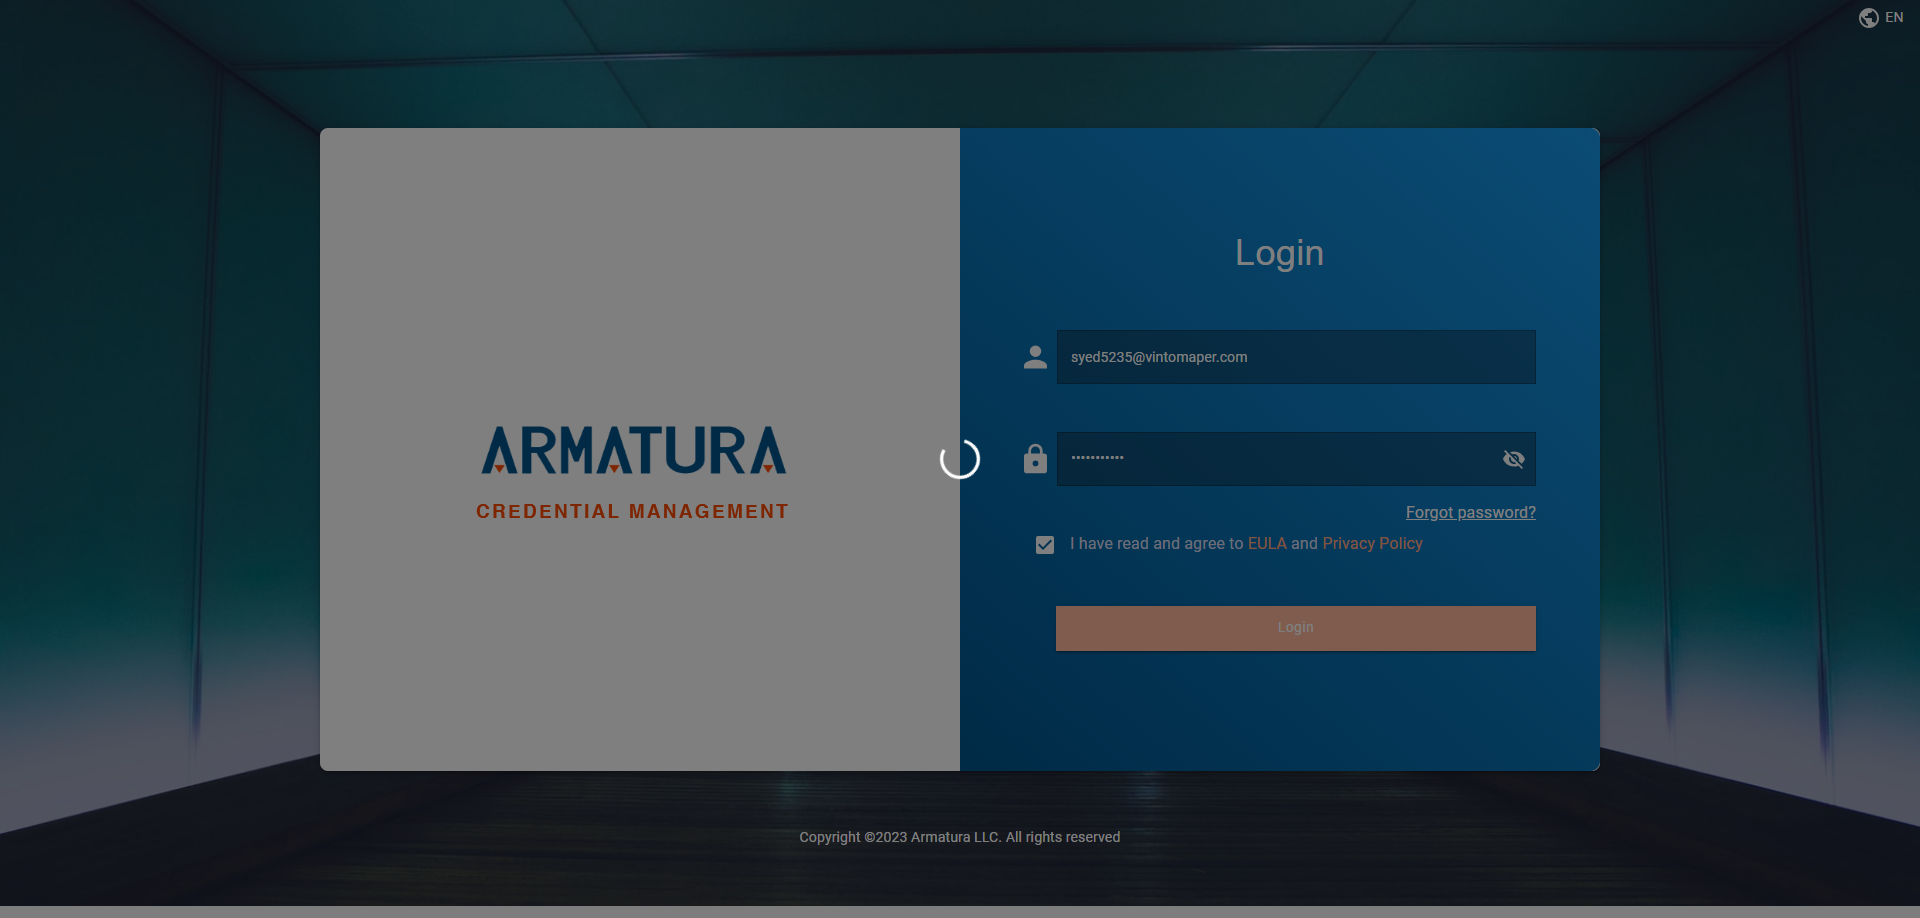 EN
ARMATURA
CREDENTIAL MANAGEMENT
Login
syed5235@vintomaper.com
•••••••••••
Forgot password?
I have read and agree to EULA and Privacy Policy
Login
Copyright ©2023 Armatura LLC. All rights reserved